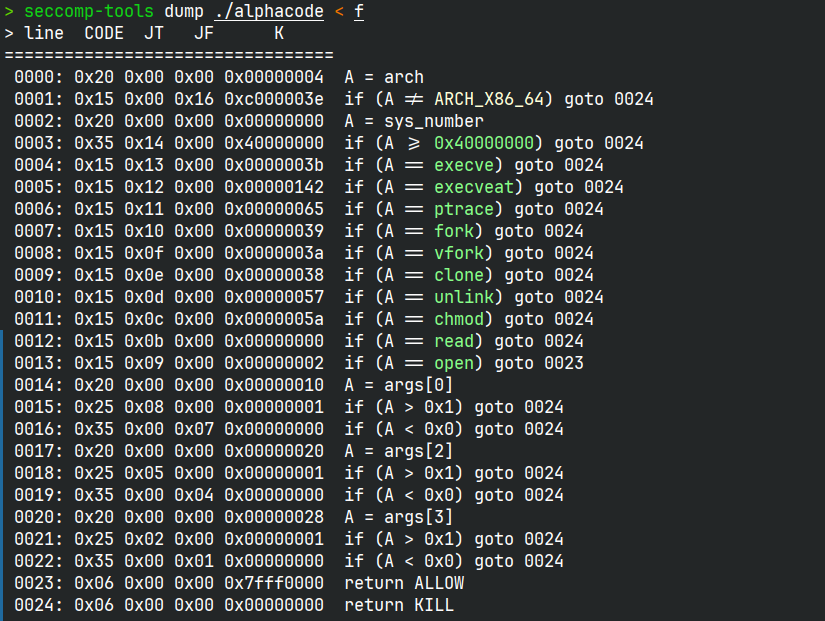 > seccomp-tools dump ./alphacode < f
> line  CODE  JT   JF      K
=================================
 0000: 0x20 0x00 0x00 0x00000004  A = arch
 0001: 0x15 0x00 0x16 0xc000003e  if (A ≠ ARCH_X86_64) goto 0024
 0002: 0x20 0x00 0x00 0x00000000  A = sys_number
 0003: 0x35 0x14 0x00 0x40000000  if (A ≥ 0x40000000) goto 0024
 0004: 0x15 0x13 0x00 0x0000003b  if (A == execve) goto 0024
 0005: 0x15 0x12 0x00 0x00000142  if (A == execveat) goto 0024
 0006: 0x15 0x11 0x00 0x00000065  if (A == ptrace) goto 0024
 0007: 0x15 0x10 0x00 0x00000039  if (A == fork) goto 0024
 0008: 0x15 0x0f 0x00 0x0000003a  if (A == vfork) goto 0024
 0009: 0x15 0x0e 0x00 0x00000038  if (A == clone) goto 0024
 0010: 0x15 0x0d 0x00 0x00000057  if (A == unlink) goto 0024
 0011: 0x15 0x0c 0x00 0x0000005a  if (A == chmod) goto 0024
 0012: 0x15 0x0b 0x00 0x00000000  if (A == read) goto 0024
 0013: 0x15 0x09 0x00 0x00000002  if (A == open) goto 0023
 0014: 0x20 0x00 0x00 0x00000010  A = args[0]
 0015: 0x25 0x08 0x00 0x00000001  if (A > 0x1) goto 0024
 0016: 0x35 0x00 0x07 0x00000000  if (A < 0x0) goto 0024
 0017: 0x20 0x00 0x00 0x00000020  A = args[2]
 0018: 0x25 0x05 0x00 0x00000001  if (A > 0x1) goto 0024
 0019: 0x35 0x00 0x04 0x00000000  if (A < 0x0) goto 0024
 0020: 0x20 0x00 0x00 0x00000028  A = args[3]
 0021: 0x25 0x02 0x00 0x00000001  if (A > 0x1) goto 0024
 0022: 0x35 0x00 0x01 0x00000000  if (A < 0x0) goto 0024
 0023: 0x06 0x00 0x00 0x7fff0000  return ALLOW
 0024: 0x06 0x00 0x00 0x00000000  return KILL